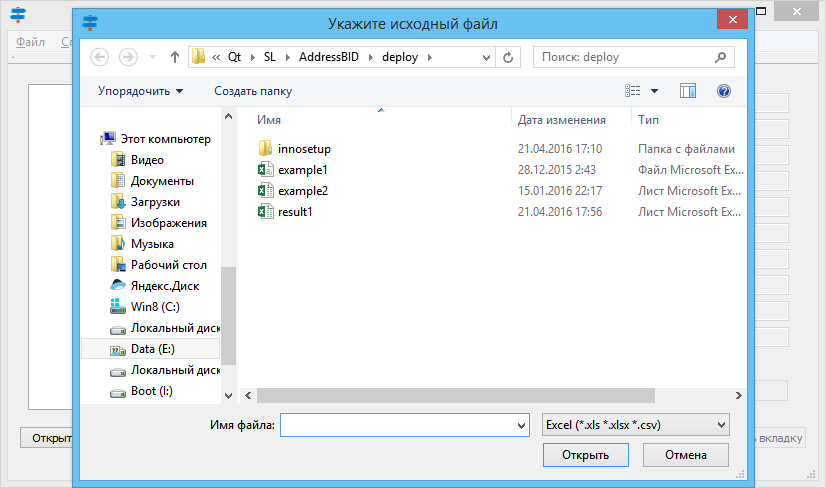 Укажите исходный файл
Файл
« Qt SL AddressBID deploy
Поиск: deploy
Упорядочить
Создать папку
Имя
Дата изменения
Тип
innosetup 21.04.2016 17:10 Папка с файлами
example1 28.12.2015 2:43 Файл Microsoft Ex...
example2 15.01.2016 22:17 Лист Microsoft Ex...
result1 21.04.2016 17:56 Лист Microsoft Ex...
Этот компьютер
Видео
Документы
Загрузки
Изображения
Музыка
Рабочий стол
Яндекс.Диск
Win8 (C:)
Локальный диск
Data (E:)
Локальный диск
Boot (I:)
Имя файла:
Excel (*.xls *.xlsx *.csv)
Открыть
Отмена
Открыт
вкладку